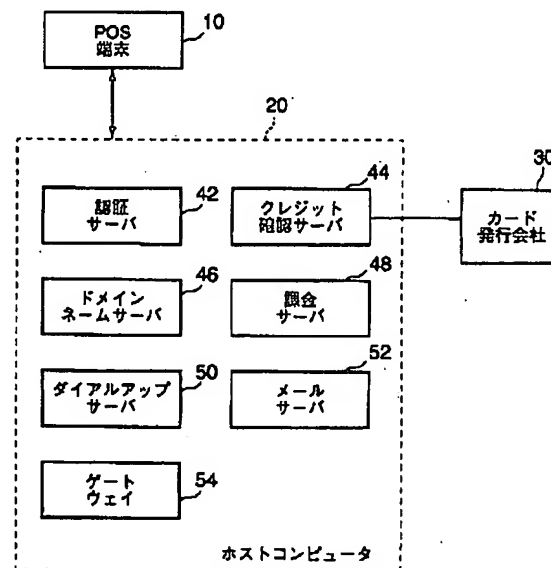 10
POS
端末
20
44
30
認証
サーバ
42
クレジット
確認サーバ
カード
発行会社
46
48
ドメイン
ネームサーバ
課金
サーバ
50
52
ダイアルアップ
サーバ
メール
サーバ
ゲート
ウェイ
54
ホストコンピュータ